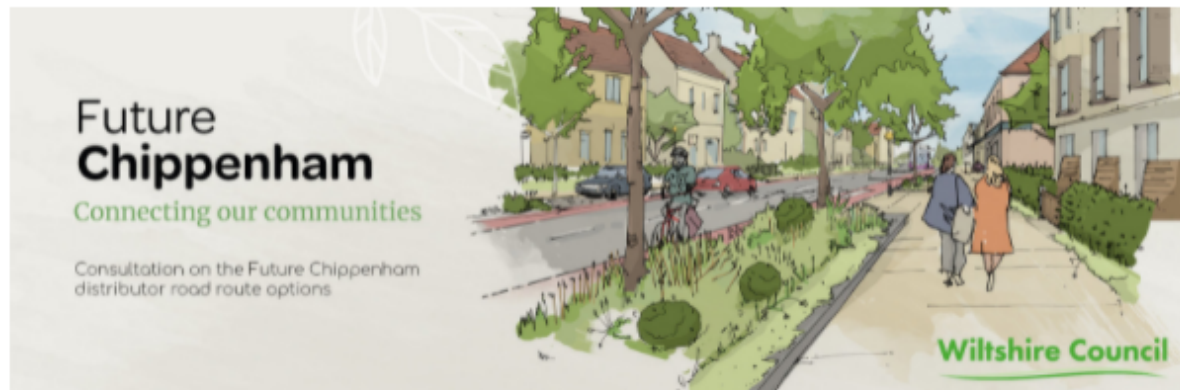 Future
Chippenham
Connecting our communities
Consultation on the Future Chippenham
distributor road route options
Wiltshire Council